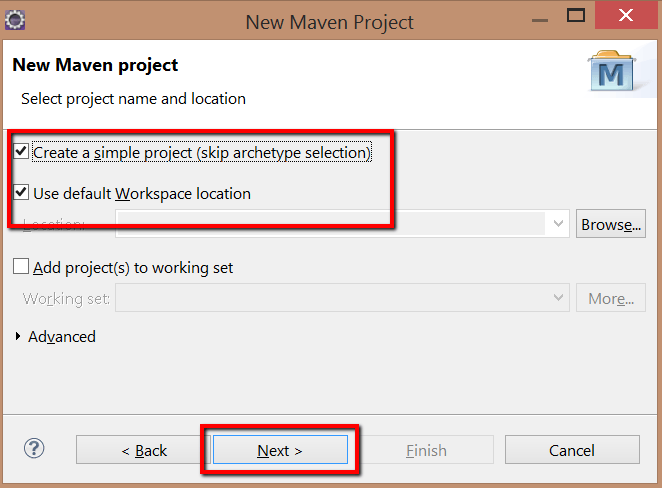 New Maven Project
New Maven project
M
Select project name and location
Create a simple project (skip archetype selection)
Use default Workspace location
Location:
Browse...
Add project(s) to working set
Working set:
More...
Advanced
?
< Back
Next >
Finish
Cancel